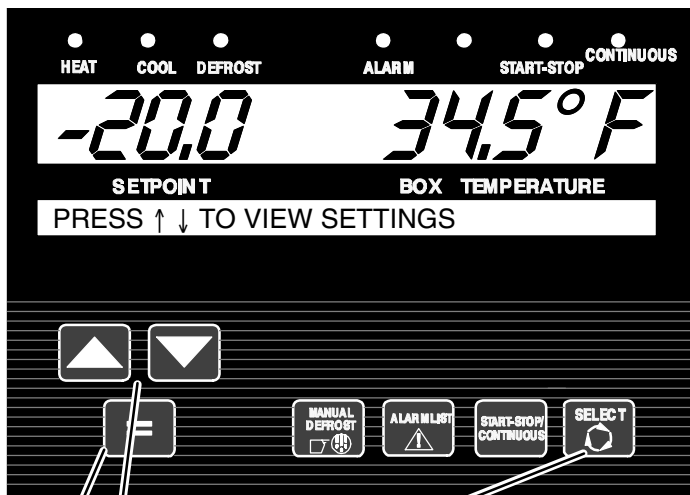 HEAT COOL DEFROST ALARM START-STOP CONTINUOUS
-20.0 34.5° F
SETPOINT BOX TEMPERATURE
PRESS ↑ ↓ TO VIEW SETTINGS
=
MANUAL
DEFROST
ALARM LIST
START-STOP/
CONTINUOUS
SELECT